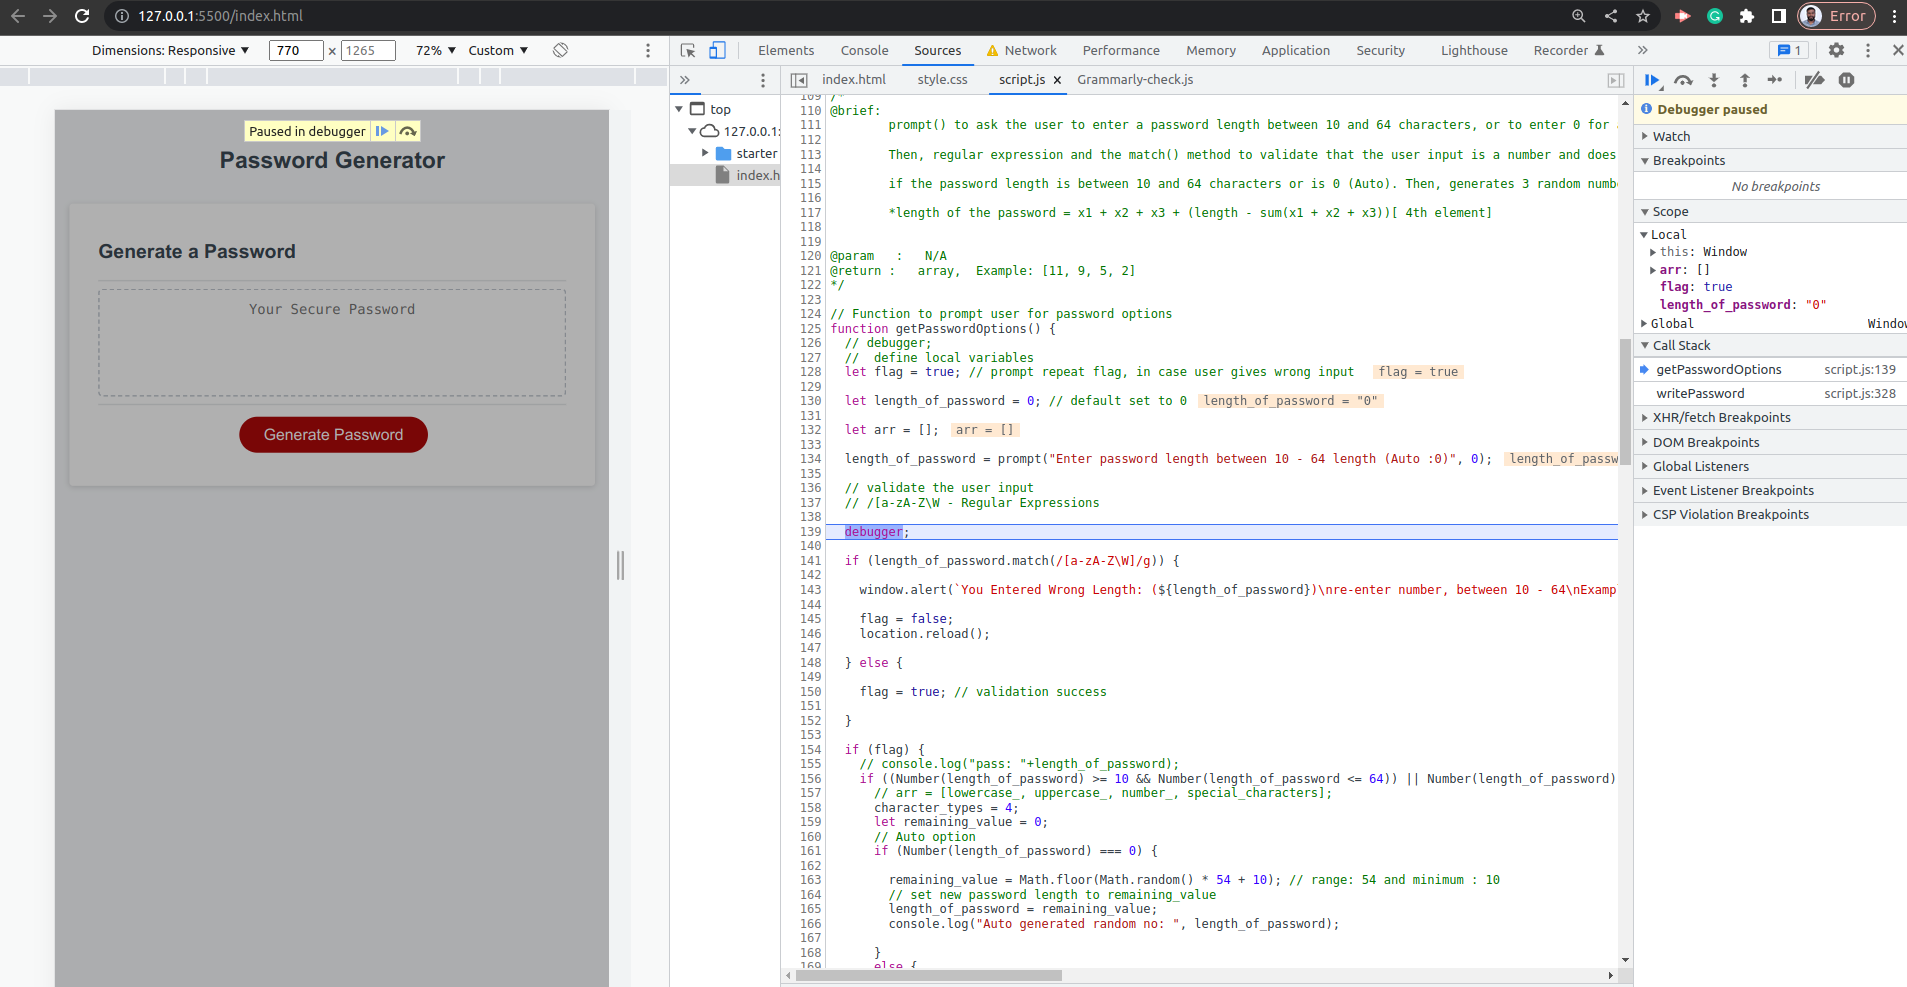 127.0.0.1:5500/index.html
Error
Dimensions: Responsive ▼ 770 × 1265 72% ▼ Custom ▼
Elements Console Sources Network Performance Memory Application Security Lighthouse Recorder 1
index.html style.css script.js × Grammarly-check.js
top
127.0.0.1:
starter
index.h
Paused in debugger
Password Generator
Generate a Password
Your Secure Password
Generate Password
109 /*
110 @brief:
111 prompt() to ask the user to enter a password length between 10 and 64 characters, or to enter 0 for
112
113 Then, regular expression and the match() method to validate that the user input is a number and does
114
115 if the password length is between 10 and 64 characters or is 0 (Auto). Then, generates 3 random numb
116
117 *length of the password = x1 + x2 + x3 + (length - sum(x1 + x2 + x3))[ 4th element]
118
119
120 @param : N/A
121 @return : array, Example: [11, 9, 5, 2]
122 */
123
124 // Function to prompt user for password options
125 function getPasswordOptions() {
126 // debugger;
127 // define local variables
128 let flag = true; // prompt repeat flag, in case user gives wrong input flag = true
129
130 let length_of_password = 0; // default set to 0 length_of_password = "0"
131
132 let arr = []; arr = []
133
134 length_of_password = prompt("Enter password length between 10 - 64 length (Auto :0)", 0); length_of_passw
135
136 // validate the user input
137 // /[a-zA-Z\W - Regular Expressions
138
139 debugger;
140
141 if (length_of_password.match(/[a-zA-Z\W]/g)) {
142
143 window.alert(`You Entered Wrong Length: (${length_of_password})\nre-enter number, between 10 - 64\nExamp
144
145 flag = false;
146 location.reload();
147
148 } else {
149
150 flag = true; // validation success
151
152 }
153
154 if (flag) {
155 // console.log("pass: "+length_of_password);
156 if ((Number(length_of_password) >= 10 && Number(length_of_password <= 64)) || Number(length_of_password)
157 // arr = [lowercase_, uppercase_, number_, special_characters];
158 character_types = 4;
159 let remaining_value = 0;
160 // Auto option
161 if (Number(length_of_password) === 0) {
162
163 remaining_value = Math.floor(Math.random() * 54 + 10); // range: 54 and minimum : 10
164 // set new password length to remaining_value
165 length_of_password = remaining_value;
166 console.log("Auto generated random no: ", length_of_password);
167
168 }
169 else {
Debugger paused
Watch
Breakpoints
No breakpoints
Scope
Local
this: Window
arr: []
flag: true
length_of_password: "0"
Global Window
Call Stack
getPasswordOptions script.js:139
writePassword script.js:328
XHR/fetch Breakpoints
DOM Breakpoints
Global Listeners
Event Listener Breakpoints
CSP Violation Breakpoints